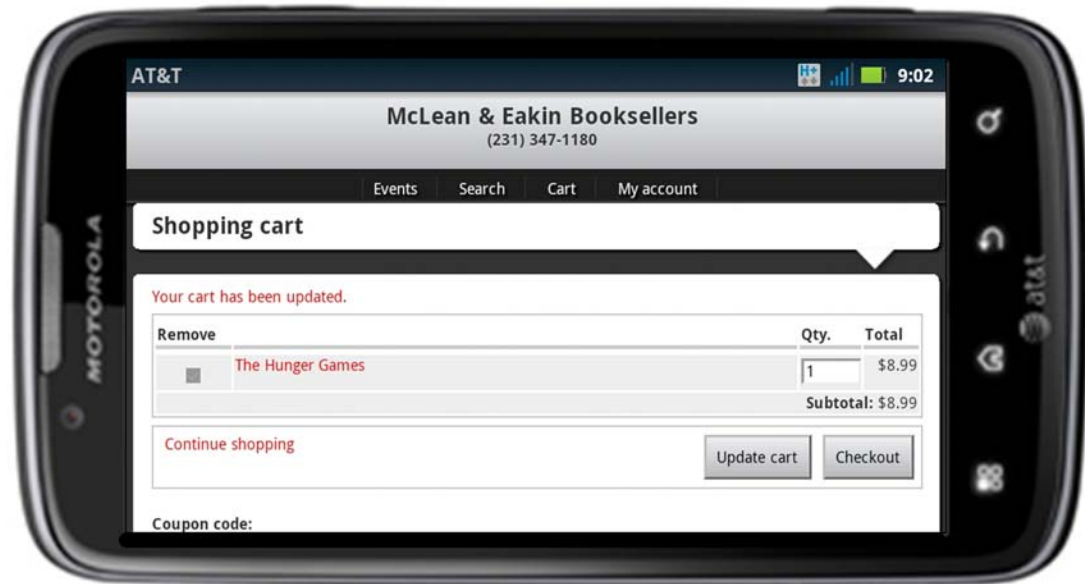 AT&T 9:02
McLean & Eakin Booksellers
(231) 347-1180
Events Search Cart My account
Shopping cart
Your cart has been updated.
Remove Qty. Total
The Hunger Games 1 $8.99
Subtotal: $8.99
Continue shopping Update cart Checkout
Coupon code:
MOTOROLA
at&t
H+